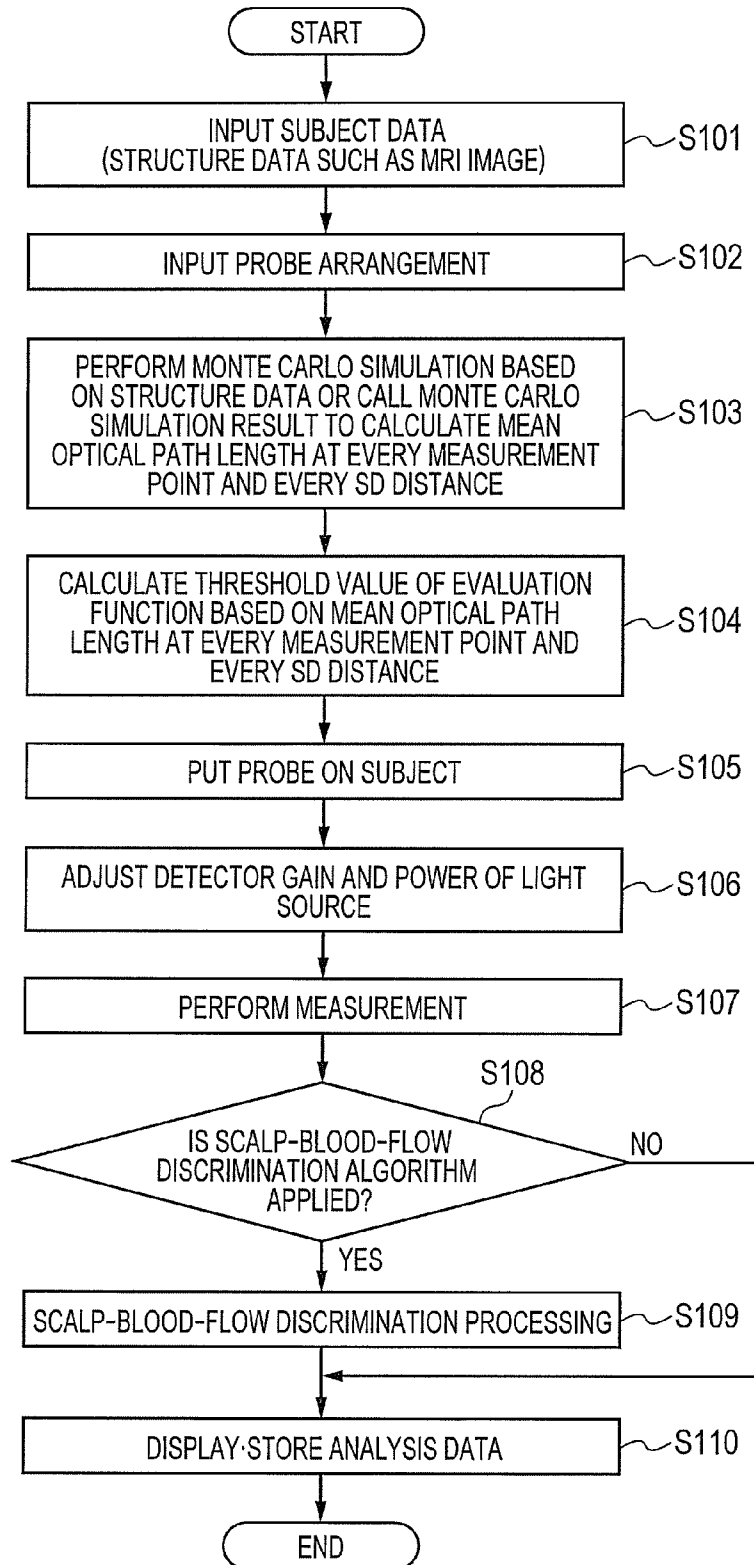 START
INPUT SUBJECT DATA
(STRUCTURE DATA SUCH AS MRI IMAGE)
S101
INPUT PROBE ARRANGEMENT
S102
PERFORM MONTE CARLO SIMULATION BASED
ON STRUCTURE DATA OR CALL MONTE CARLO
SIMULATION RESULT TO CALCULATE MEAN
OPTICAL PATH LENGTH AT EVERY MEASUREMENT
POINT AND EVERY SD DISTANCE
S103
CALCULATE THRESHOLD VALUE OF EVALUATION
FUNCTION BASED ON MEAN OPTICAL PATH
LENGTH AT EVERY MEASUREMENT POINT AND
EVERY SD DISTANCE
S104
PUT PROBE ON SUBJECT
S105
ADJUST DETECTOR GAIN AND POWER OF LIGHT
SOURCE
S106
PERFORM MEASUREMENT
S107
S108
IS SCALP-BLOOD-FLOW
DISCRIMINATION ALGORITHM
APPLIED?
NO
YES
SCALP-BLOOD-FLOW DISCRIMINATION PROCESSING
S109
DISPLAY·STORE ANALYSIS DATA
S110
END